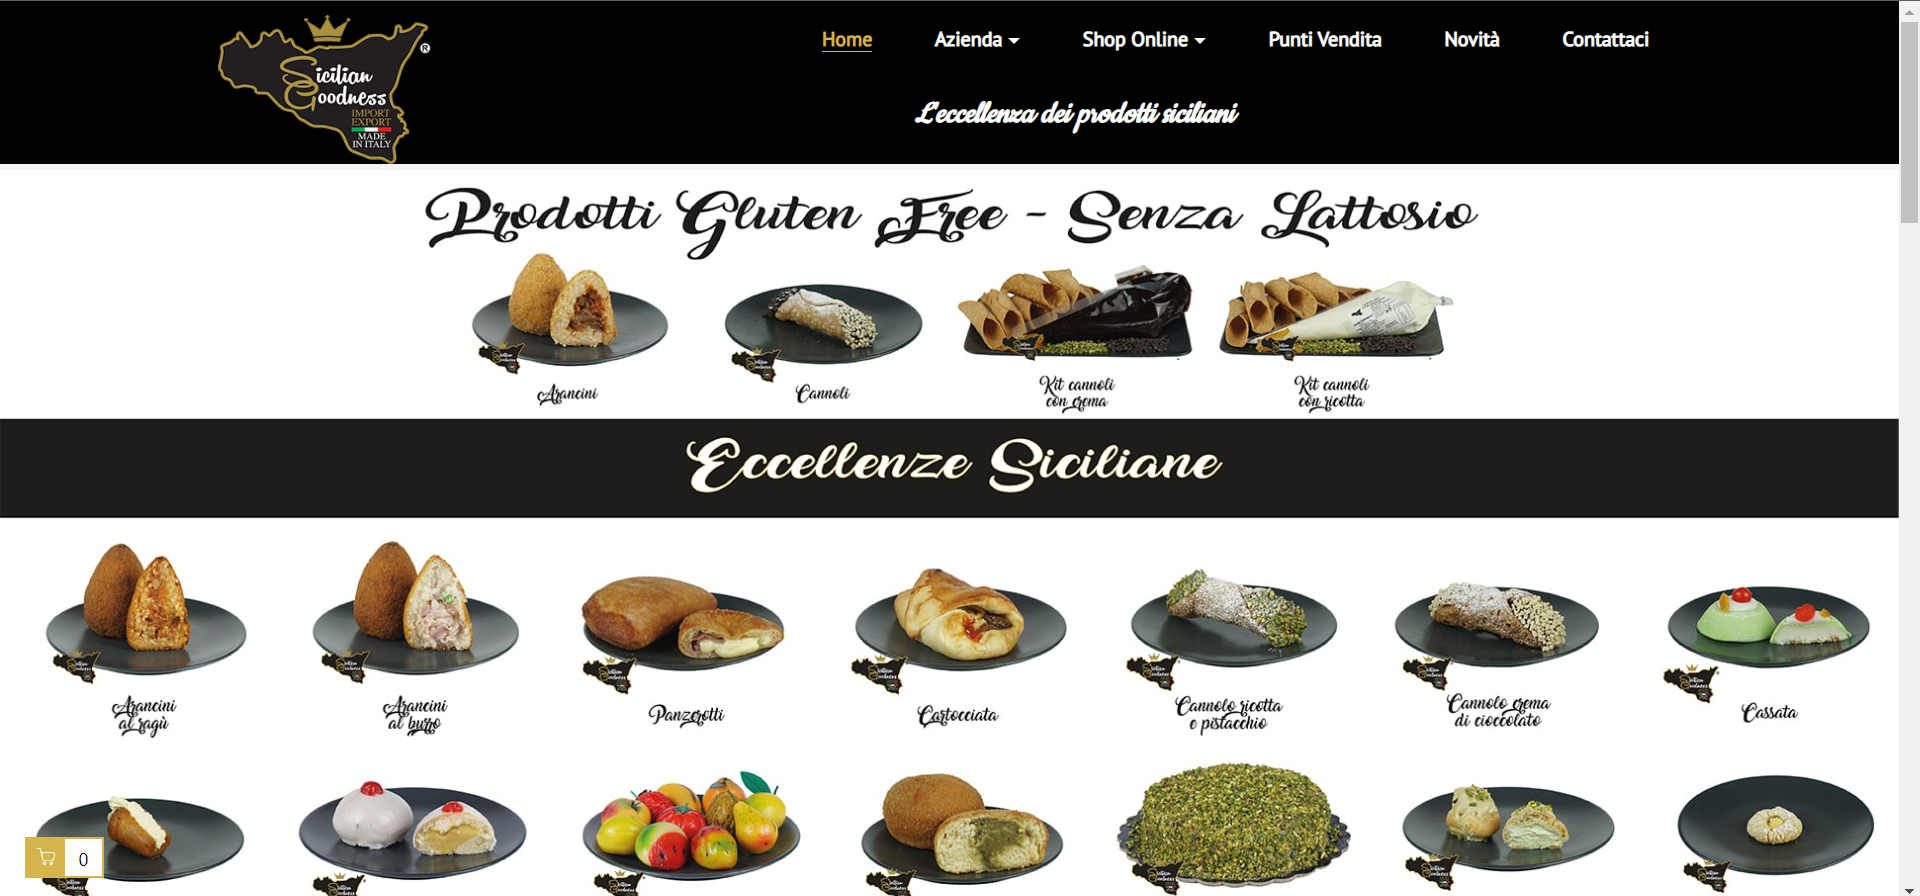 Sicilian
Goodness
IMPORT
EXPORT
MADE
IN ITALY
®
Home
Azienda
Shop Online
Punti Vendita
Novità
Contattaci
L'eccellenza dei prodotti siciliani
Prodotti Gluten Free - Senza Lattosio
Arancini
Cannoli
Kit cannoli
con crema
Kit cannoli
con ricotta
Eccellenze Siciliane
Arancini
al ragù
Arancini
al burro
Panzerotti
Cartocciata
Cannolo ricotta
e pistacchio
Cannolo crema
di cioccolato
Cassata
0